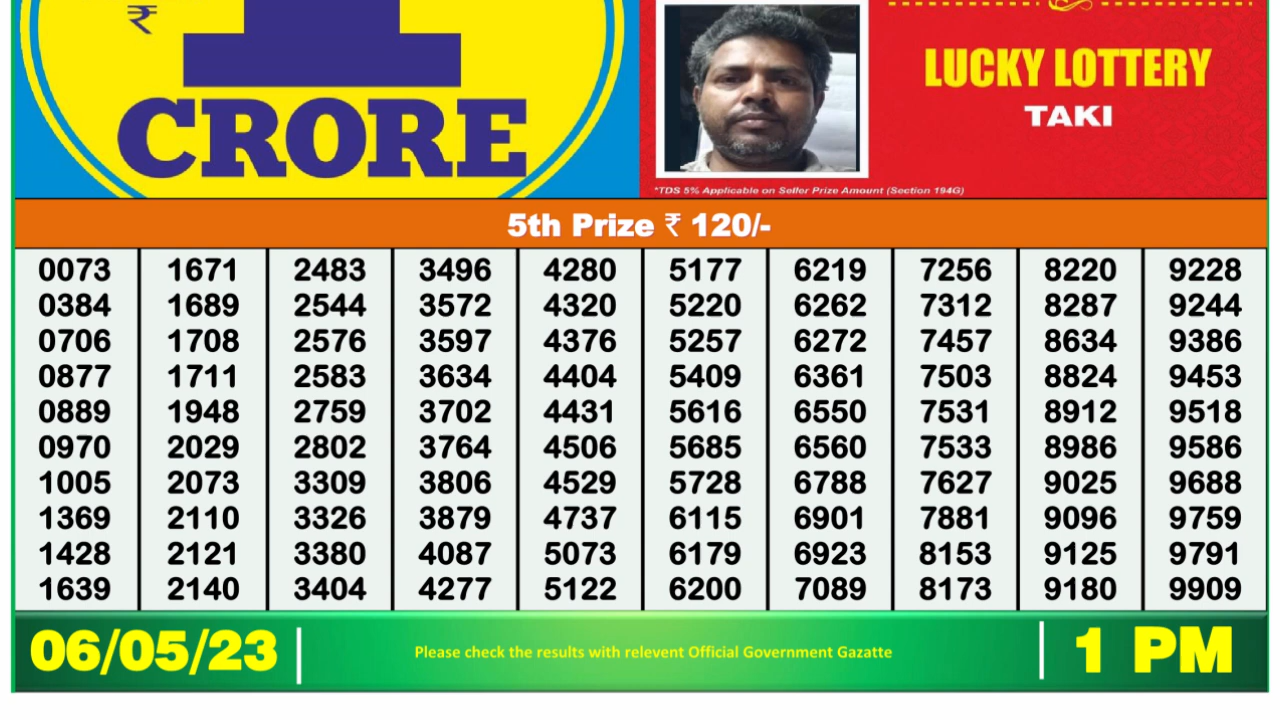 ₹
1
CRORE
LUCKY LOTTERY
TAKI
*TDS 5% Applicable on Seller Prize Amount (Section 194G)
5th Prize ₹ 120/-
0073 1671 2483 3496 4280 5177 6219 7256 8220 9228
0384 1689 2544 3572 4320 5220 6262 7312 8287 9244
0706 1708 2576 3597 4376 5257 6272 7457 8634 9386
0877 1711 2583 3634 4404 5409 6361 7503 8824 9453
0889 1948 2759 3702 4431 5616 6550 7531 8912 9518
0970 2029 2802 3764 4506 5685 6560 7533 8986 9586
1005 2073 3309 3806 4529 5728 6788 7627 9025 9688
1369 2110 3326 3879 4737 6115 6901 7881 9096 9759
1428 2121 3380 4087 5073 6179 6923 8153 9125 9791
1639 2140 3404 4277 5122 6200 7089 8173 9180 9909
06/05/23
Please check the results with relevent Official Government Gazatte
1 PM